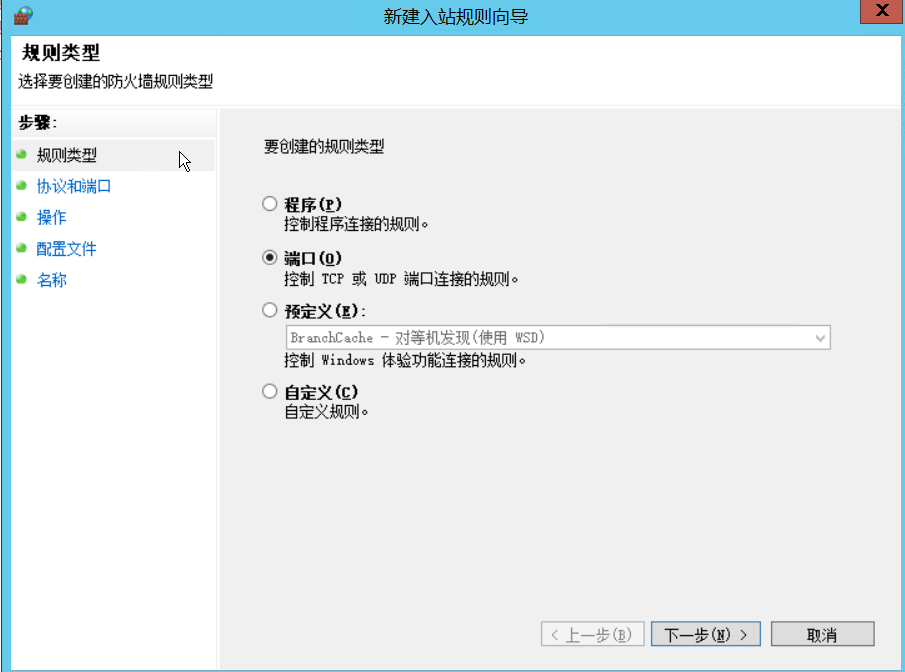 新建入站规则向导
X
规则类型
选择要创建的防火墙规则类型
步骤:
规则类型
协议和端口
操作
配置文件
名称
要创建的规则类型
程序(P)
控制程序连接的规则。
端口(O)
控制 TCP 或 UDP 端口连接的规则。
预定义(E):
BranchCache - 对等机发现(使用 WSD)
控制 Windows 体验功能连接的规则。
自定义(C)
自定义规则。
< 上一步(B)
下一步(N) >
取消